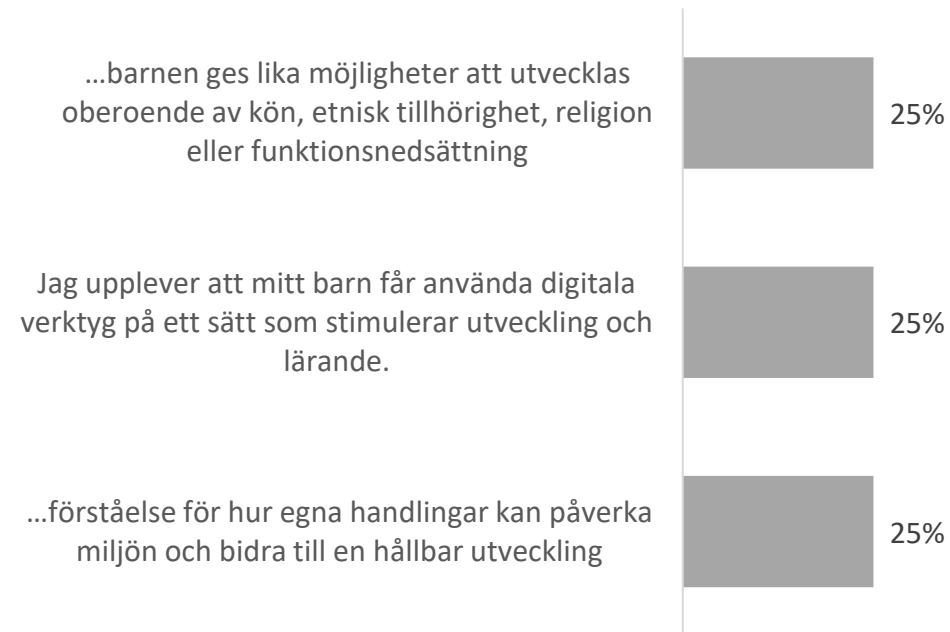 ...barnen ges lika möjligheter att utvecklas
oberoende av kön, etnisk tillhörighet, religion
eller funktionsnedsättning
25%
Jag upplever att mitt barn får använda digitala
verktyg på ett sätt som stimulerar utveckling och
lärande.
25%
...förståelse för hur egna handlingar kan påverka
miljön och bidra till en hållbar utveckling
25%